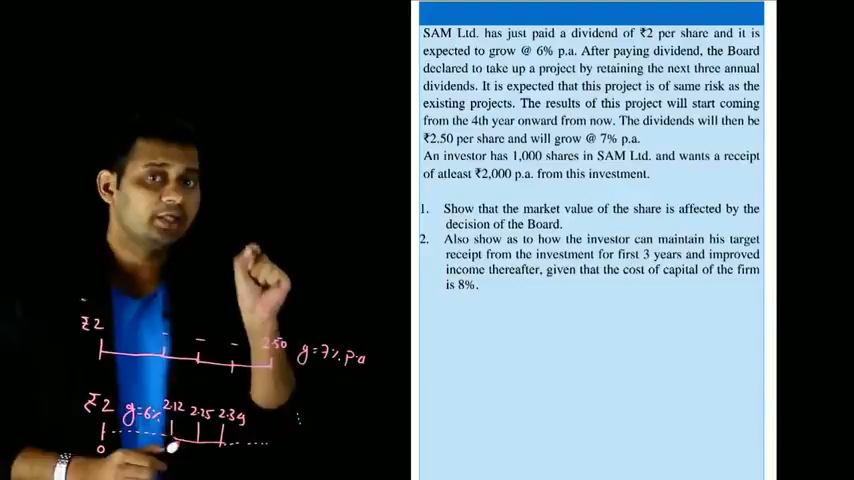 SAM Ltd. has just paid a dividend of ₹2 per share and it is
expected to grow @ 6% p.a. After paying dividend, the Board
declared to take up a project by retaining the next three annual
dividends. It is expected that this project is of same risk as the
existing projects. The results of this project will start coming
from the 4th year onward from now. The dividends will then be
₹2.50 per share and will grow @ 7% p.a.
An investor has 1,000 shares in SAM Ltd. and wants a receipt
of atleast ₹2,000 p.a. from this investment.
1. Show that the market value of the share is affected by the
decision of the Board.
2. Also show as to how the investor can maintain his target
receipt from the investment for first 3 years and improved
income thereafter, given that the cost of capital of the firm
is 8%.
₹2
- - - 2.50 g=7% p.a
₹2 g=6% 2.12 2.25 2.39
0